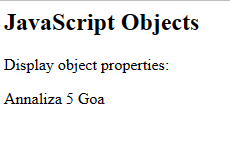 JavaScript Objects
Display object properties:
Annaliza 5 Goa